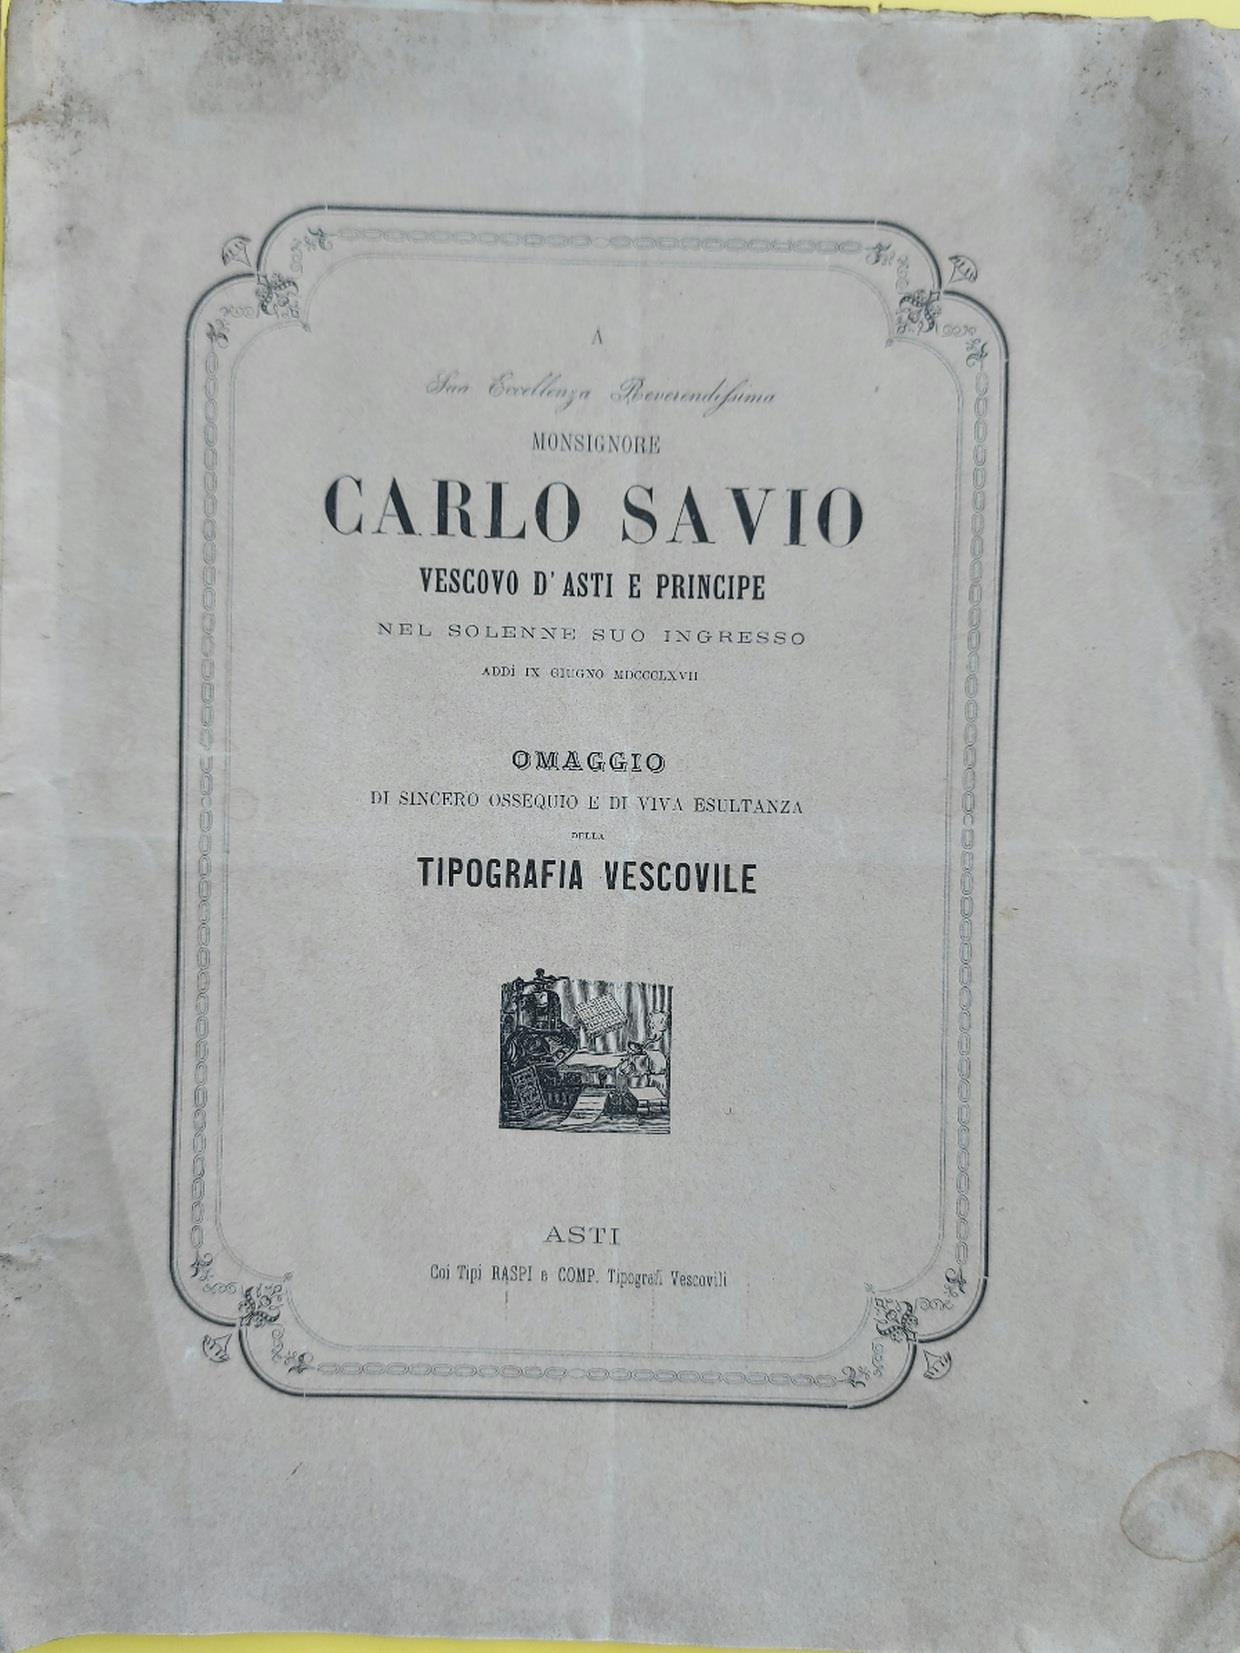 A
Sua Eccellenza Reverendissima
MONSIGNORE
CARLO SAVIO
VESCOVO D' ASTI E PRINCIPE
NEL SOLENNE SUO INGRESSO
ADDÌ IX GIUGNO MDCCCLXVII
OMAGGIO
DI SINCERO OSSEQUIO E DI VIVA ESULTANZA
DELLA
TIPOGRAFIA VESCOVILE
ASTI
Coi Tipi RASPI e COMP. Tipografi Vescovili